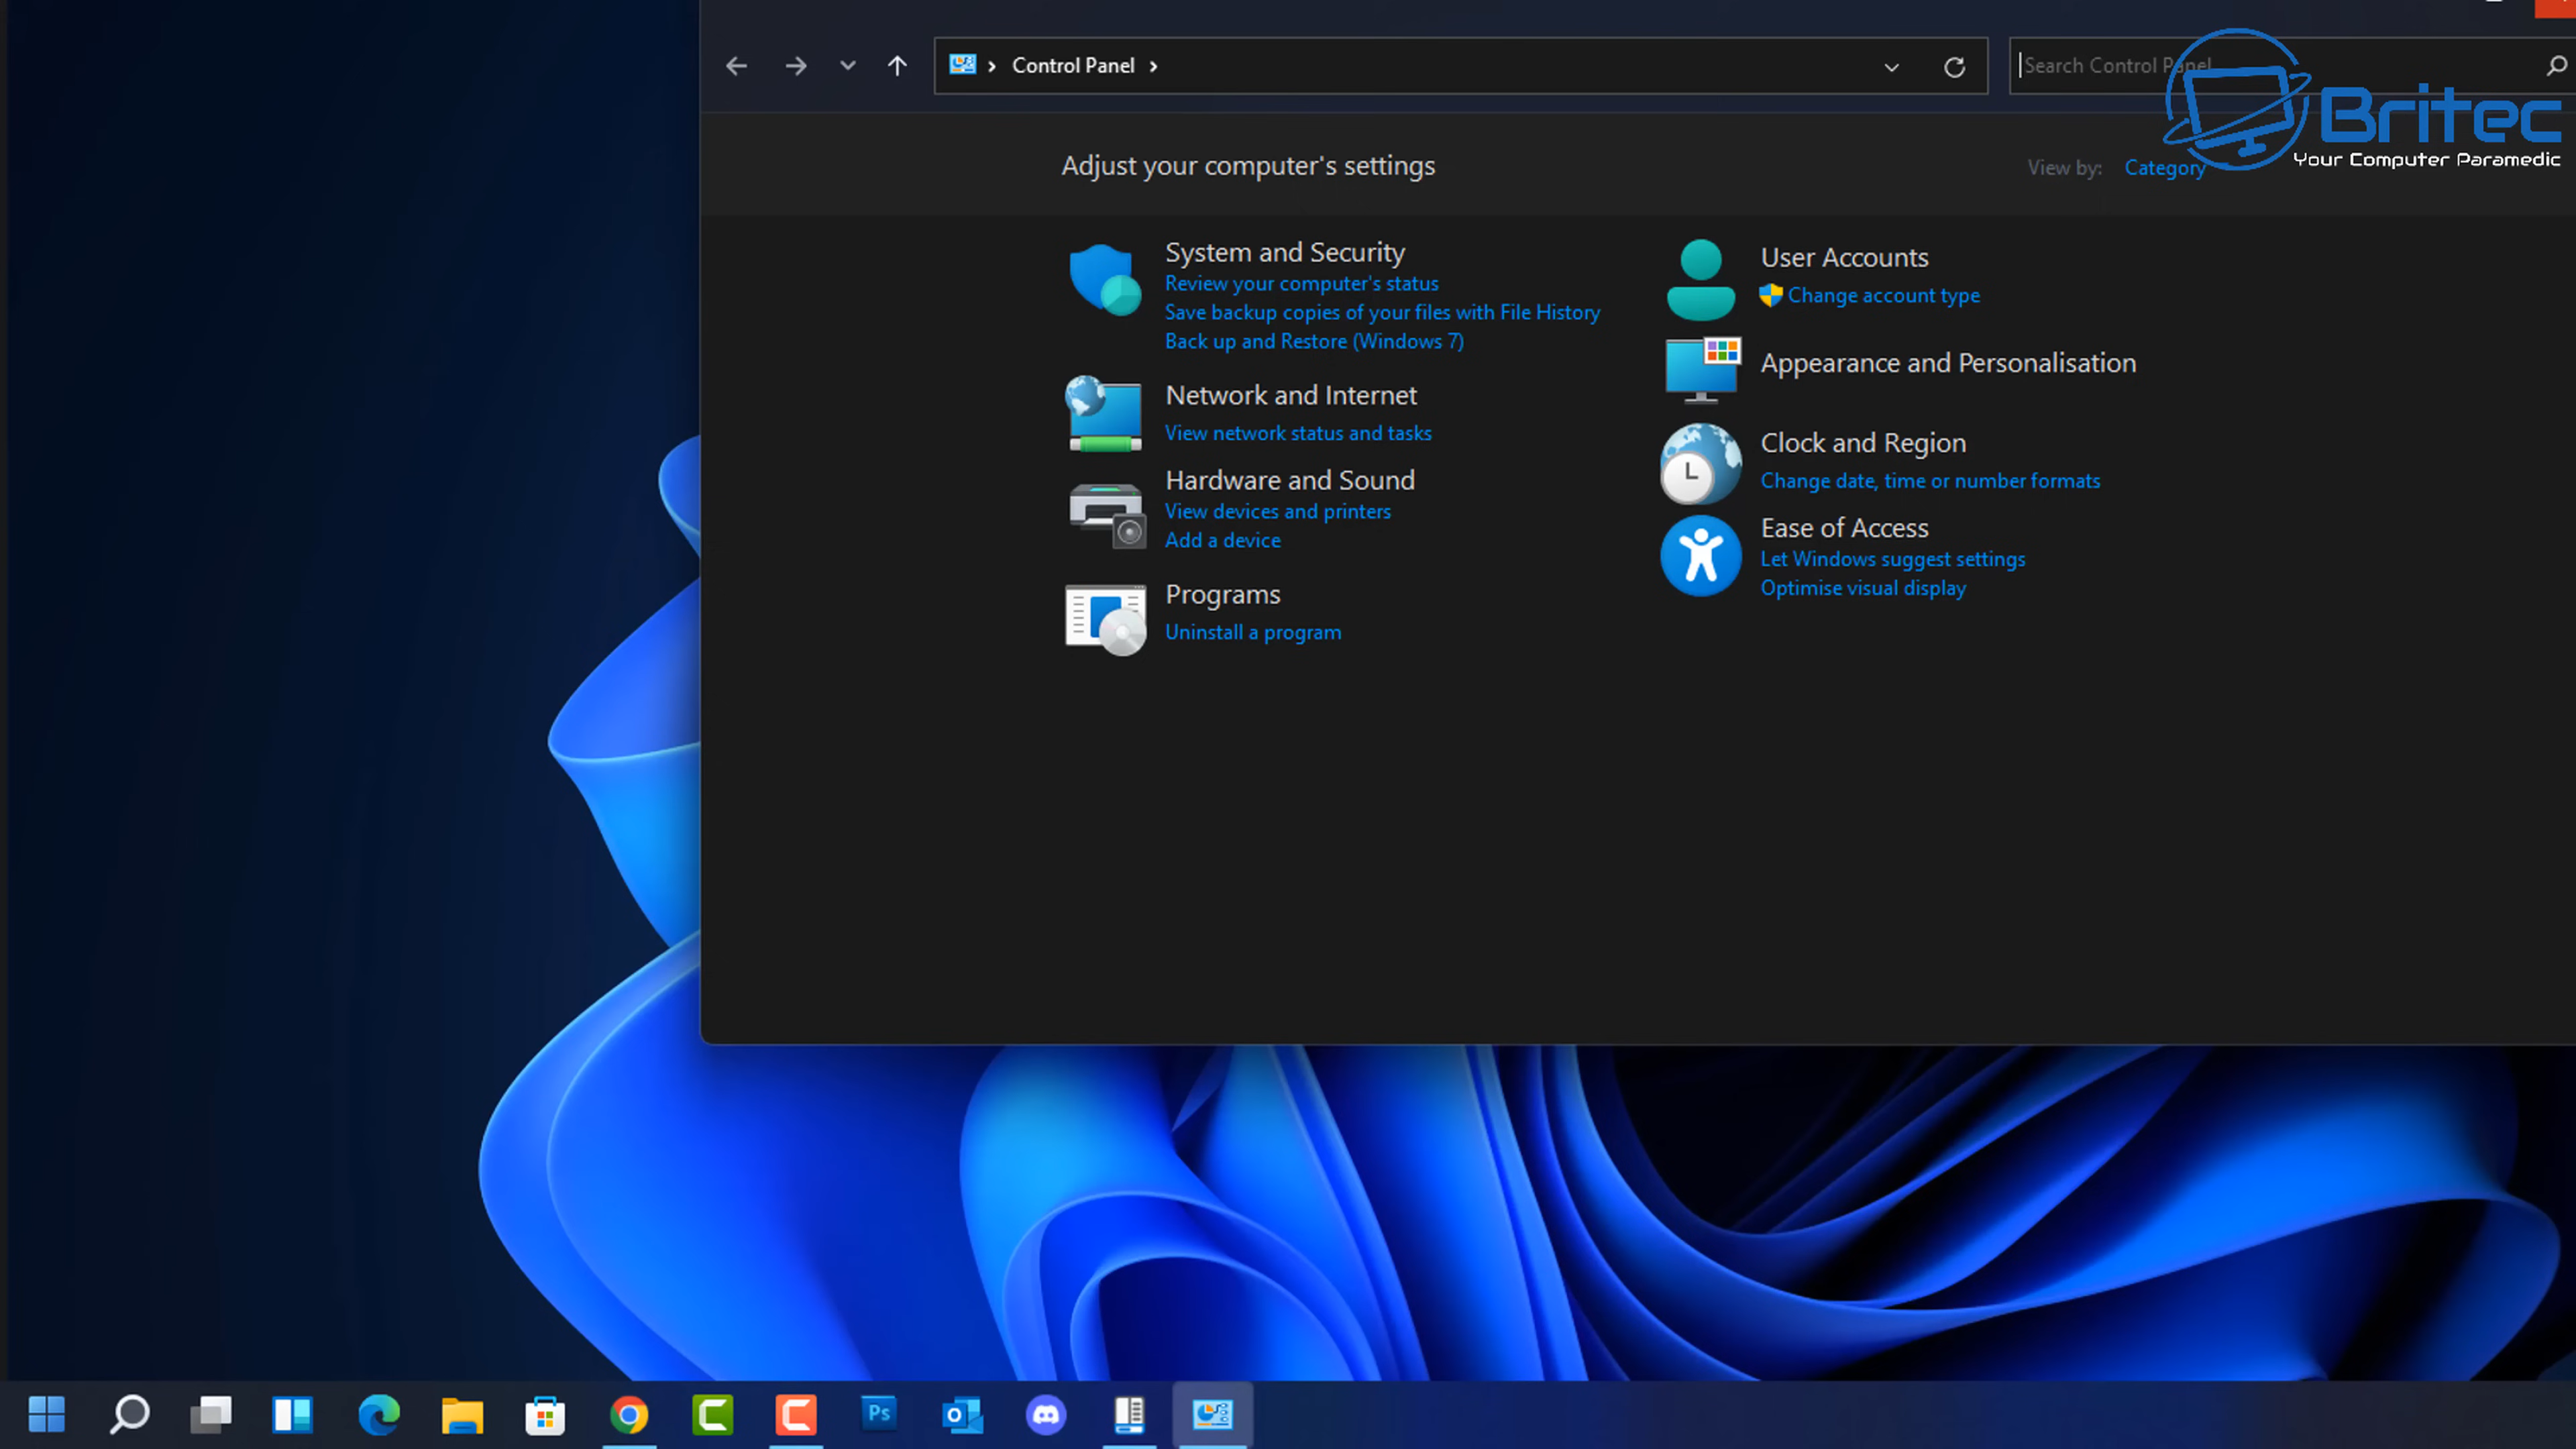 Control Panel
Search Control Panel
Britec
Your Computer Paramedic
Adjust your computer's settings
View by: Category
System and Security
Review your computer's status
Save backup copies of your files with File History
Back up and Restore (Windows 7)
Network and Internet
View network status and tasks
Hardware and Sound
View devices and printers
Add a device
Programs
Uninstall a program
User Accounts
Change account type
Appearance and Personalisation
Clock and Region
Change date, time or number formats
Ease of Access
Let Windows suggest settings
Optimise visual display
Ps